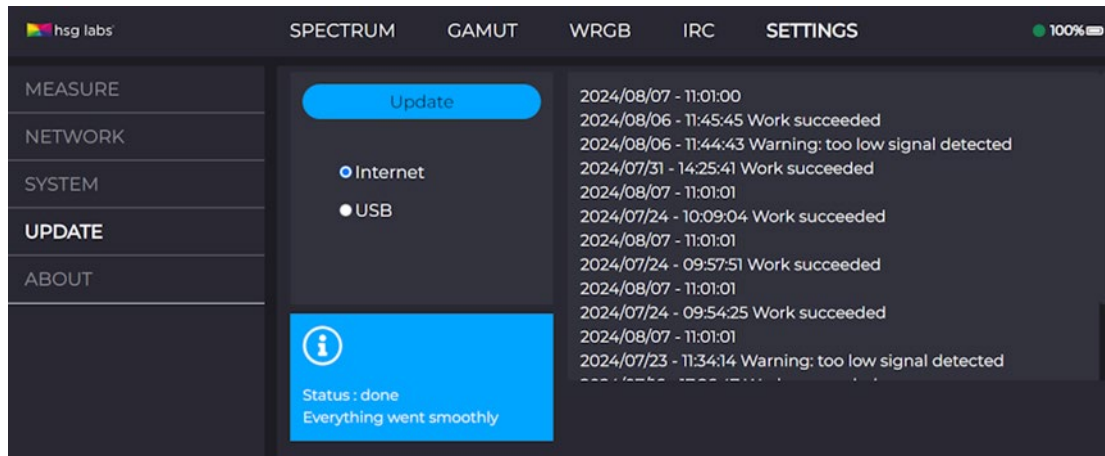 hsg labs
SPECTRUM GAMUT WRGB IRC SETTINGS
100%
MEASURE
NETWORK
SYSTEM
UPDATE
ABOUT
Update
Internet
USB
Status : done
Everything went smoothly
2024/08/07 - 11:01:00
2024/08/06 - 11:45:45 Work succeeded
2024/08/06 - 11:44:43 Warning: too low signal detected
2024/07/31 - 14:25:41 Work succeeded
2024/08/07 - 11:01:01
2024/07/24 - 10:09:04 Work succeeded
2024/08/07 - 11:01:01
2024/07/24 - 09:57:51 Work succeeded
2024/08/07 - 11:01:01
2024/07/24 - 09:54:25 Work succeeded
2024/08/07 - 11:01:01
2024/07/23 - 11:34:14 Warning: too low signal detected